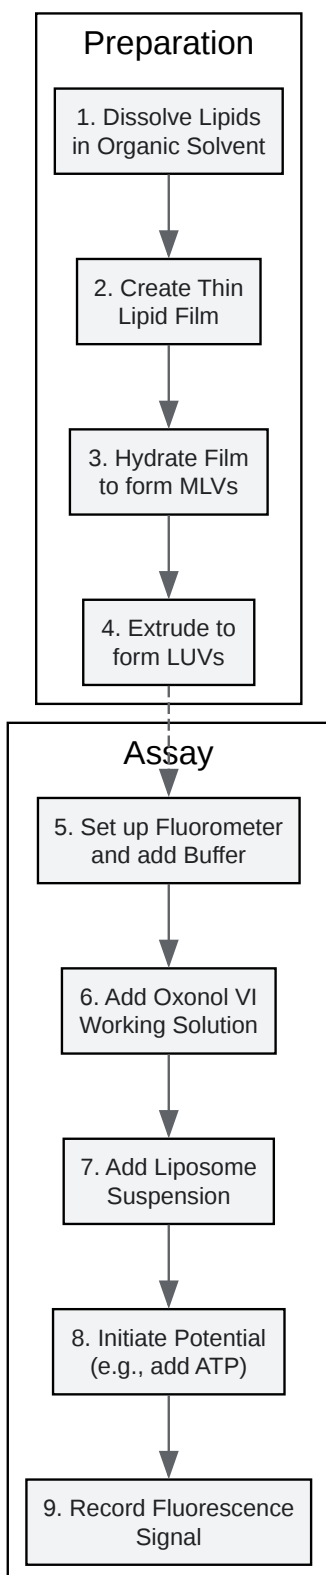 Preparation
1. Dissolve Lipids
in Organic Solvent
2. Create Thin
Lipid Film
3. Hydrate Film
to form MLVs
4. Extrude to
form LUVs
Assay
5. Set up Fluorometer
and add Buffer
6. Add Oxonol VI
Working Solution
7. Add Liposome
Suspension
8. Initiate Potential
(e.g., add ATP)
9. Record Fluorescence
Signal